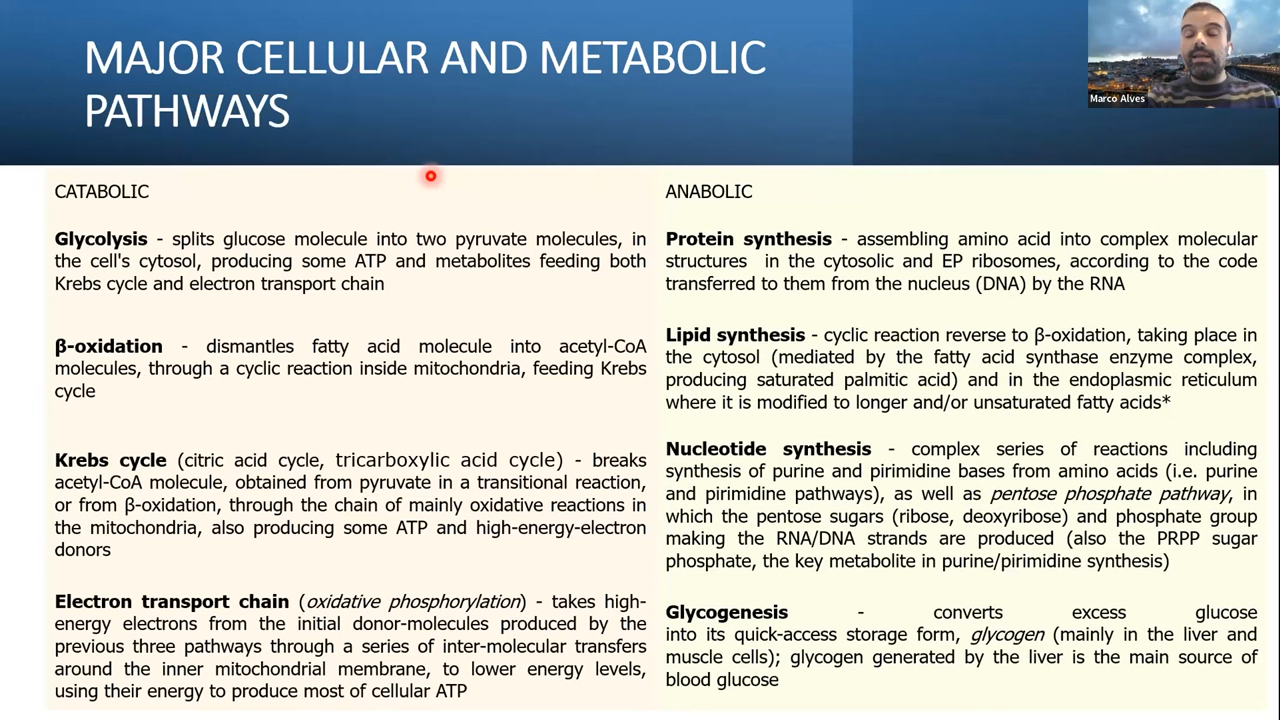 MAJOR CELLULAR AND METABOLIC
PATHWAYS
Marco Alves
CATABOLIC
Glycolysis - splits glucose molecule into two pyruvate molecules, in
the cell's cytosol, producing some ATP and metabolites feeding both
Krebs cycle and electron transport chain
β-oxidation - dismantles fatty acid molecule into acetyl-CoA
molecules, through a cyclic reaction inside mitochondria, feeding Krebs
cycle
Krebs cycle (citric acid cycle, tricarboxylic acid cycle) - breaks
acetyl-CoA molecule, obtained from pyruvate in a transitional reaction,
or from β-oxidation, through the chain of mainly oxidative reactions in
the mitochondria, also producing some ATP and high-energy-electron
donors
Electron transport chain (oxidative phosphorylation) - takes high-
energy electrons from the initial donor-molecules produced by the
previous three pathways through a series of inter-molecular transfers
around the inner mitochondrial membrane, to lower energy levels,
using their energy to produce most of cellular ATP
ANABOLIC
Protein synthesis - assembling amino acid into complex molecular
structures in the cytosolic and EP ribosomes, according to the code
transferred to them from the nucleus (DNA) by the RNA
Lipid synthesis - cyclic reaction reverse to β-oxidation, taking place in
the cytosol (mediated by the fatty acid synthase enzyme complex,
producing saturated palmitic acid) and in the endoplasmic reticulum
where it is modified to longer and/or unsaturated fatty acids*
Nucleotide synthesis - complex series of reactions including
synthesis of purine and pirimidine bases from amino acids (i.e. purine
and pirimidine pathways), as well as pentose phosphate pathway, in
which the pentose sugars (ribose, deoxyribose) and phosphate group
making the RNA/DNA strands are produced (also the PRPP sugar
phosphate, the key metabolite in purine/pirimidine synthesis)
Glycogenesis - converts excess glucose
into its quick-access storage form, glycogen (mainly in the liver and
muscle cells); glycogen generated by the liver is the main source of
blood glucose